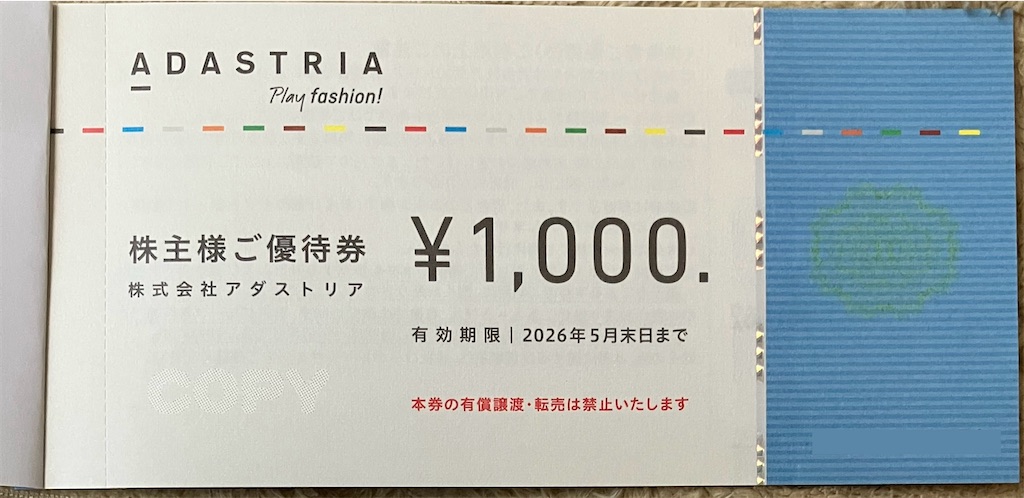 ADASTRIA
Play fashion!
株主様ご優待券
株式会社アダストリア
¥1,000.
有効期限|2026年5月末日まで
COPY
本券の有償譲渡・転売は禁止いたします